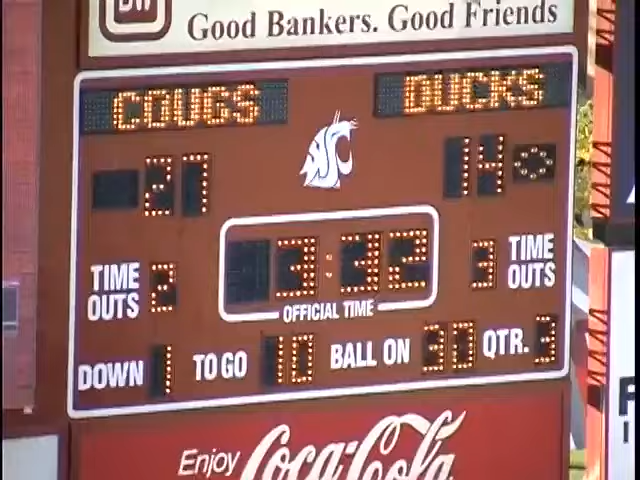 BW
Good Bankers. Good Friends
COUGS DUCKS
27 14
3:32
TIME OUTS 2
3 TIME OUTS
OFFICIAL TIME
DOWN 1 TO GO 10 BALL ON 30 QTR. 3
Enjoy Coca-Cola